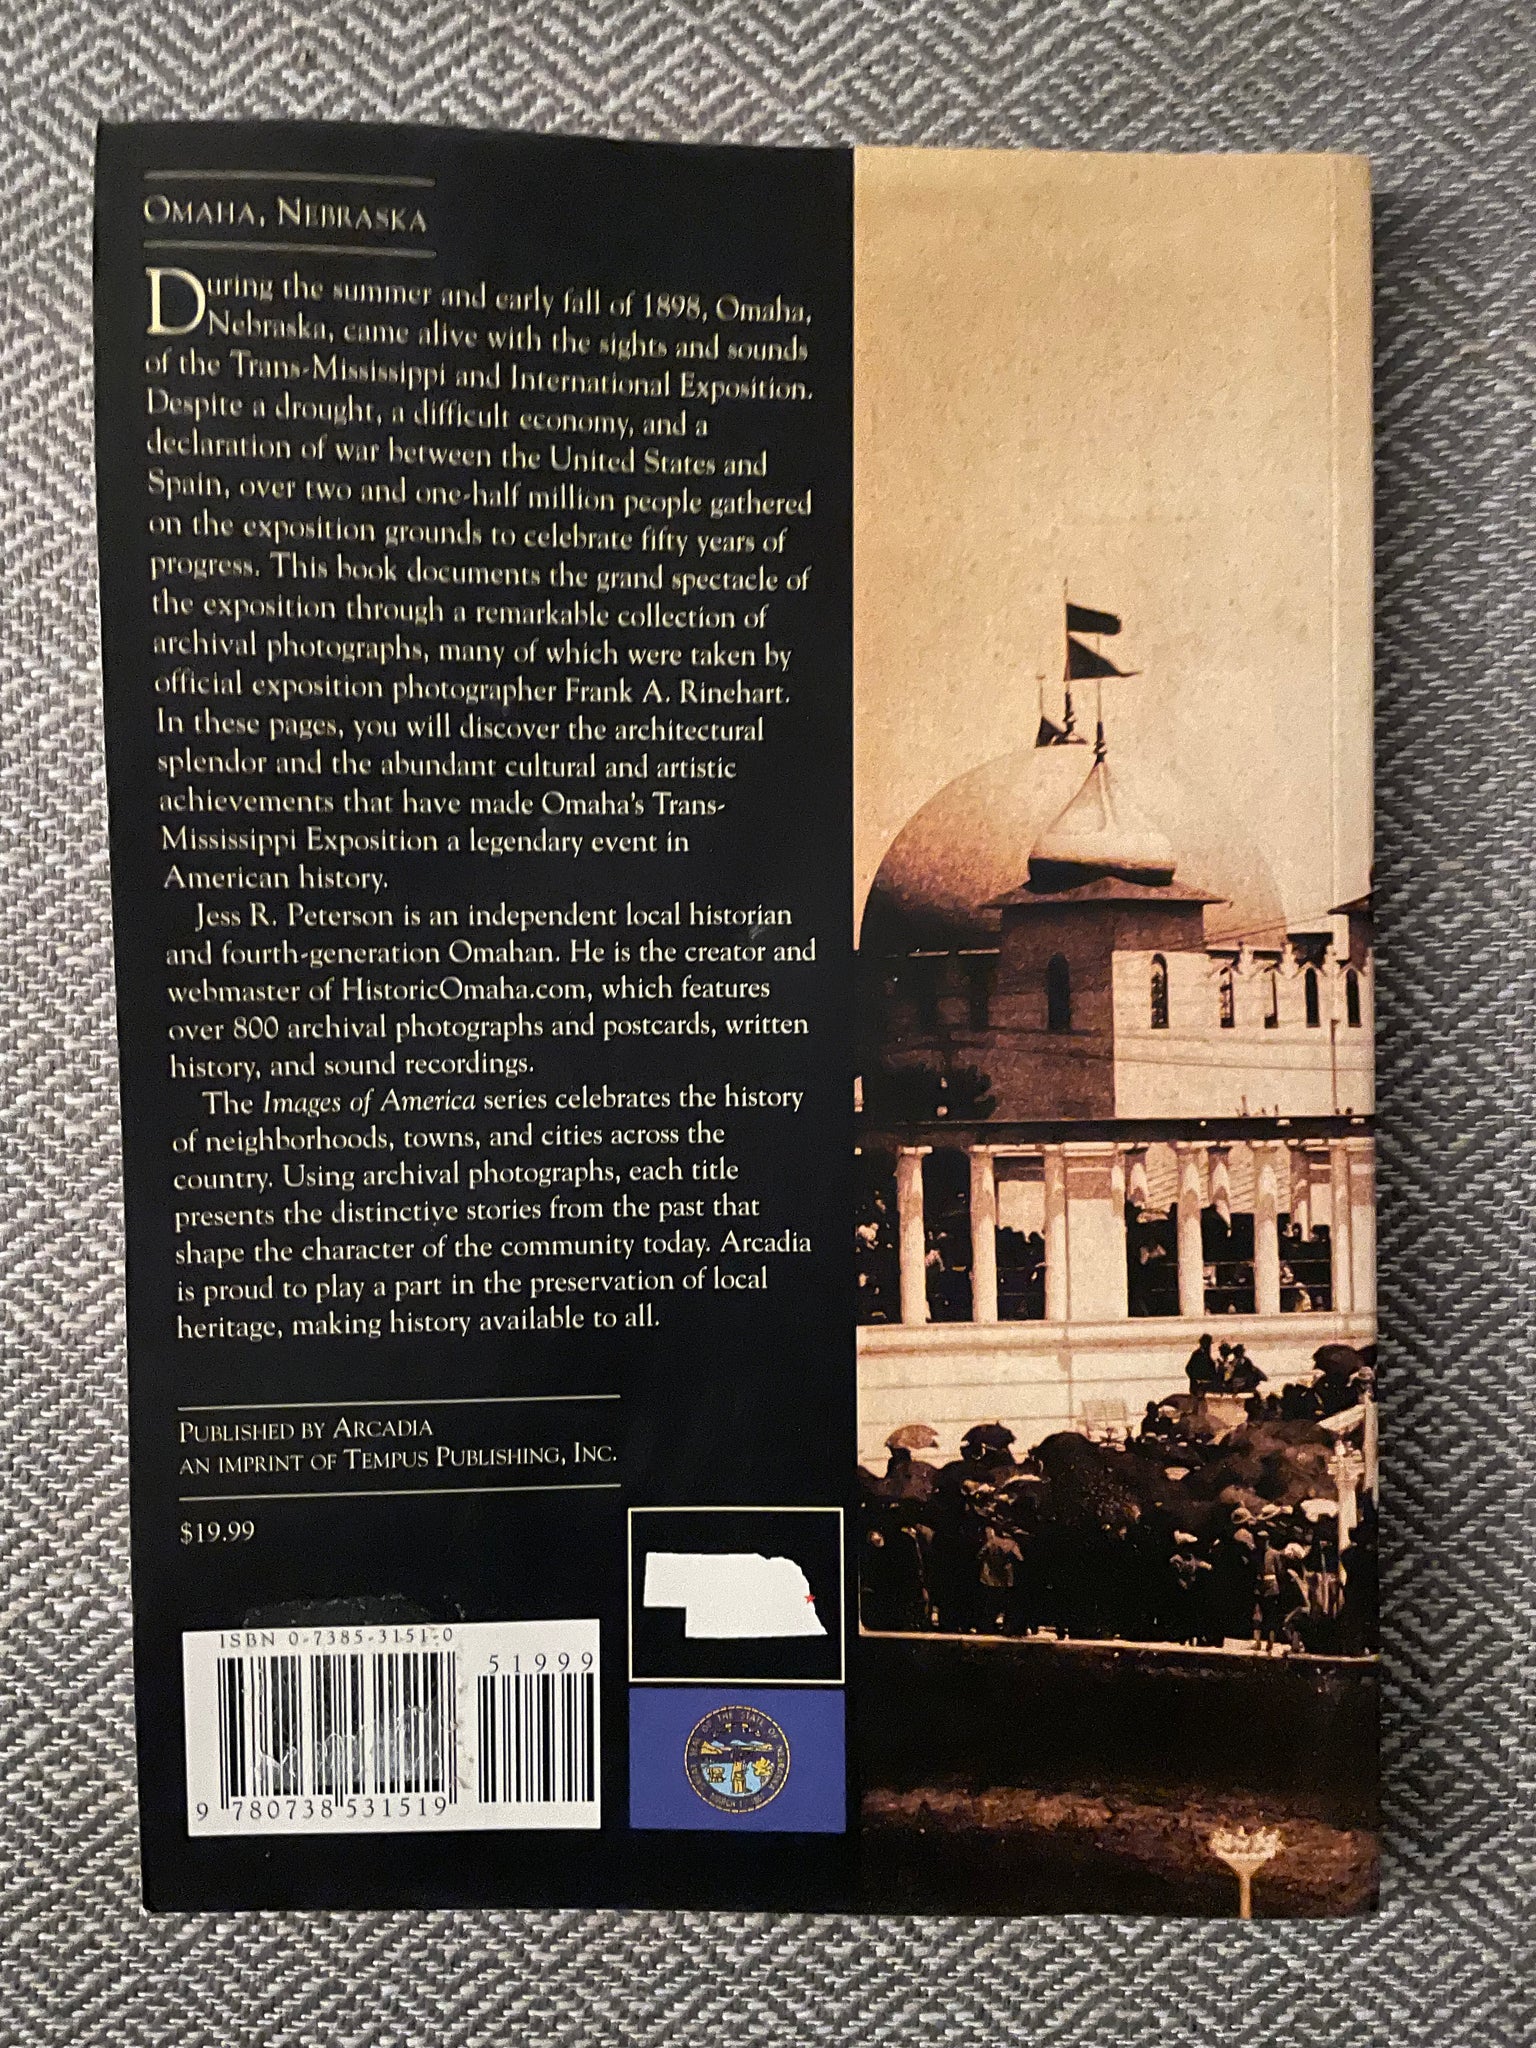 OMAHA, NEBRASKA
During the summer and early fall of 1898, Omaha,
Nebraska, came alive with the sights and sounds
of the Trans-Mississippi and International Exposition.
Despite a drought, a difficult economy, and a
declaration of war between the United States and
Spain, over two and one-half million people gathered
on the exposition grounds to celebrate fifty years of
progress. This book documents the grand spectacle of
the exposition through a remarkable collection of
archival photographs, many of which were taken by
official exposition photographer Frank A. Rinehart.
In these pages, you will discover the architectural
splendor and the abundant cultural and artistic
achievements that have made Omaha's Trans-
Mississippi Exposition a legendary event in
American history.
Jess R. Peterson is an independent local historian
and fourth-generation Omahan. He is the creator and
webmaster of HistoricOmaha.com, which features
over 800 archival photographs and postcards, written
history, and sound recordings.
The Images of America series celebrates the history
of neighborhoods, towns, and cities across the
country. Using archival photographs, each title
presents the distinctive stories from the past that
shape the character of the community today. Arcadia
is proud to play a part in the preservation of local
heritage, making history available to all.
PUBLISHED BY ARCADIA
AN IMPRINT OF TEMPUS PUBLISHING, INC.
$19.99
ISBN 0-7385-3151-0
51999
9 780738 531519
SEAL OF THE STATE OF NEBRASKA